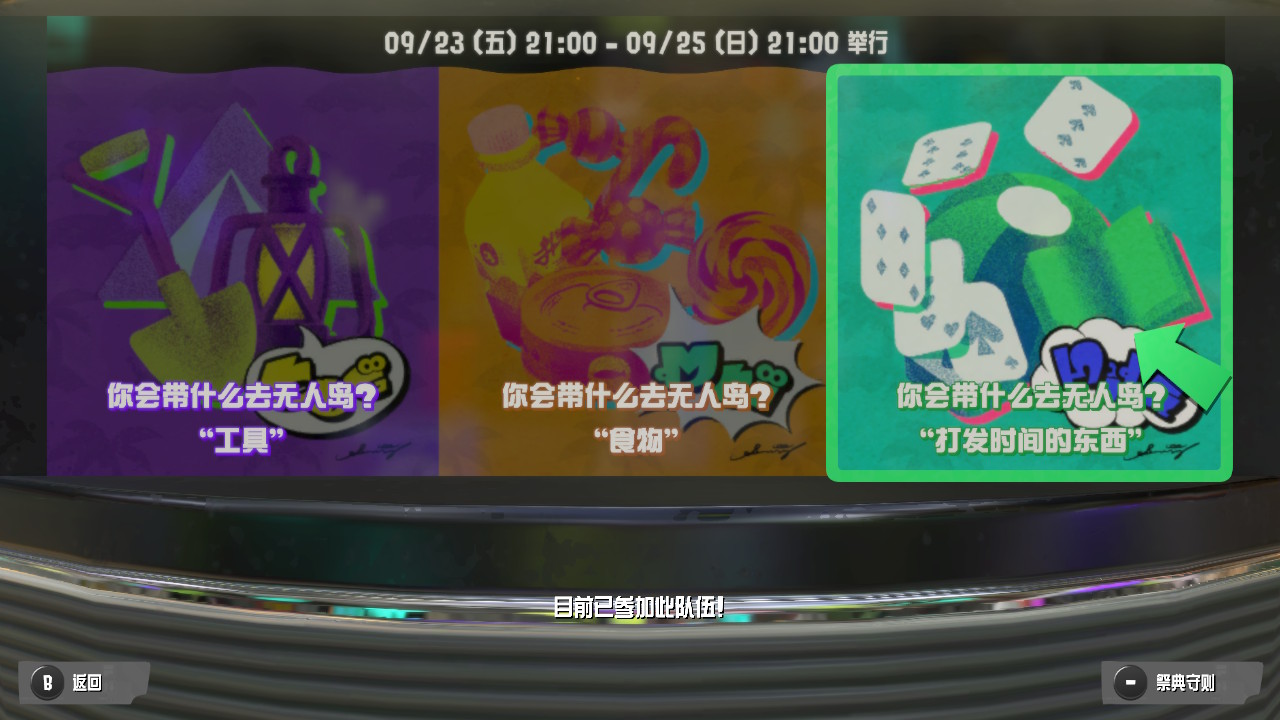 09/23 (五) 21:00 - 09/25 (日) 21:00 举行
你会带什么去无人岛?
“工具”
你会带什么去无人岛?
“食物”
你会带什么去无人岛?
“打发时间的东西”
目前已参加此队伍!
B 返回
- 祭典守则